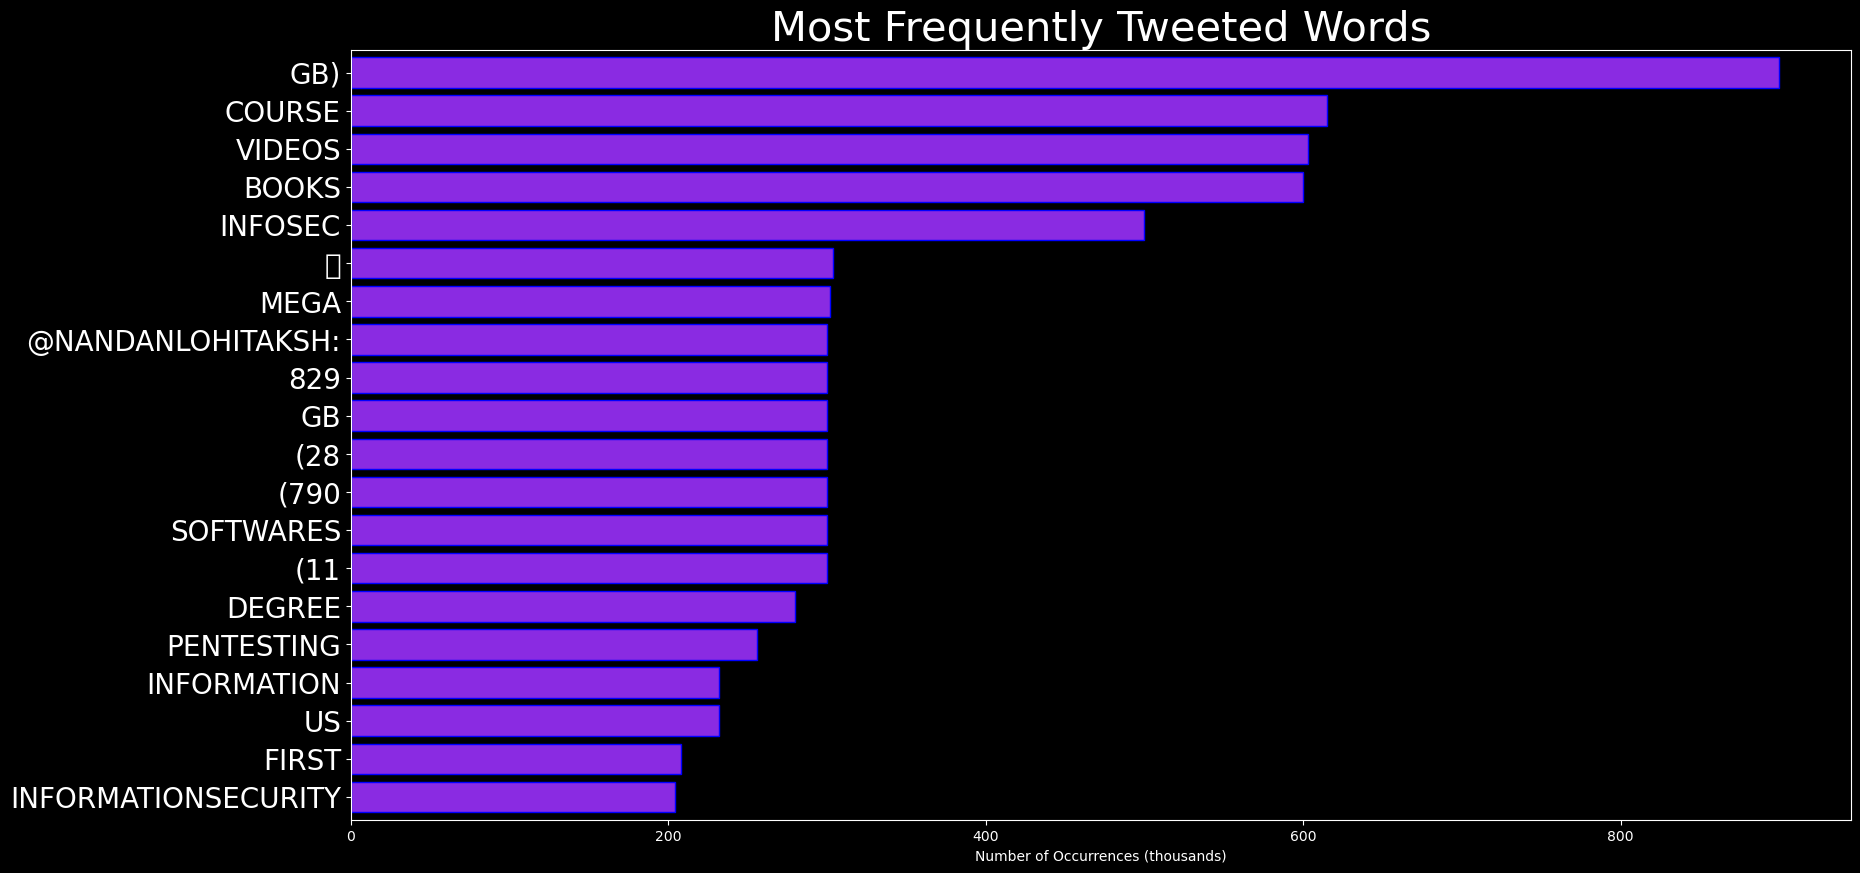 Most Frequently Tweeted Words
GB)
COURSE
VIDEOS
BOOKS
INFOSEC
MEGA
@NANDANLOHITAKSH:
829
GB
(28
(790
SOFTWARES
(11
DEGREE
PENTESTING
INFORMATION
US
FIRST
INFORMATIONSECURITY
0 200 400 600 800
Number of Occurrences (thousands)